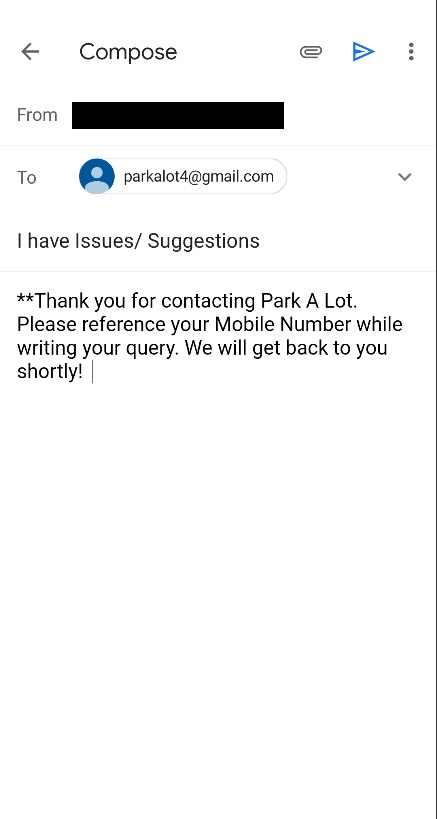 Compose
From
To parkalot4@gmail.com
I have Issues/ Suggestions
**Thank you for contacting Park A Lot.
Please reference your Mobile Number while
writing your query. We will get back to you
shortly!